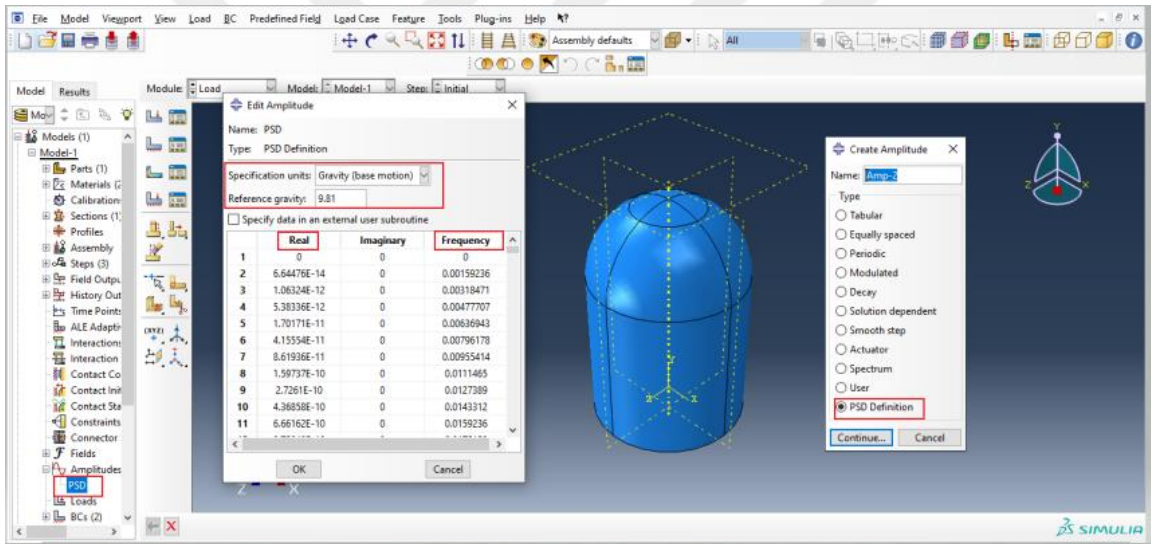 File Model Viewport View Load BC Predefined Field Load Case Feature Tools Plug-ins Help
Assembly defaults All
Model Results Module: Load Model: Model-1 Step: Initial
Models (1)
Model-1
Parts (1)
Materials (2
Calibration
Sections (1)
Profiles
Assembly
Steps (3)
Field Outpu
History Out
Time Points
ALE Adapti
Interactions
Interaction
Contact Co
Contact Init
Contact Sta
Constraints
Connector
Fields
Amplitudes
PSD
Loads
BCs (2)
(XYZ)
Edit Amplitude
Name: PSD
Type: PSD Definition
Specification units: Gravity (base motion)
Reference gravity: 9.81
Specify data in an external user subroutine
Real Imaginary Frequency
1 0 0 0
2 6.64476E-14 0 0.00159236
3 1.06324E-12 0 0.00318471
4 5.38336E-12 0 0.00477707
5 1.70171E-11 0 0.00636943
6 4.15554E-11 0 0.00796178
7 8.61936E-11 0 0.00955414
8 1.59737E-10 0 0.0111465
9 2.7261E-10 0 0.0127389
10 4.36858E-10 0 0.0143312
11 6.66162E-10 0 0.0159236
OK Cancel
Z X
Y
Z X
Y
Z X
Create Amplitude
Name: Amp-2
Type
Tabular
Equally spaced
Periodic
Modulated
Decay
Solution dependent
Smooth step
Actuator
Spectrum
User
PSD Definition
Continue... Cancel
SIMULIA